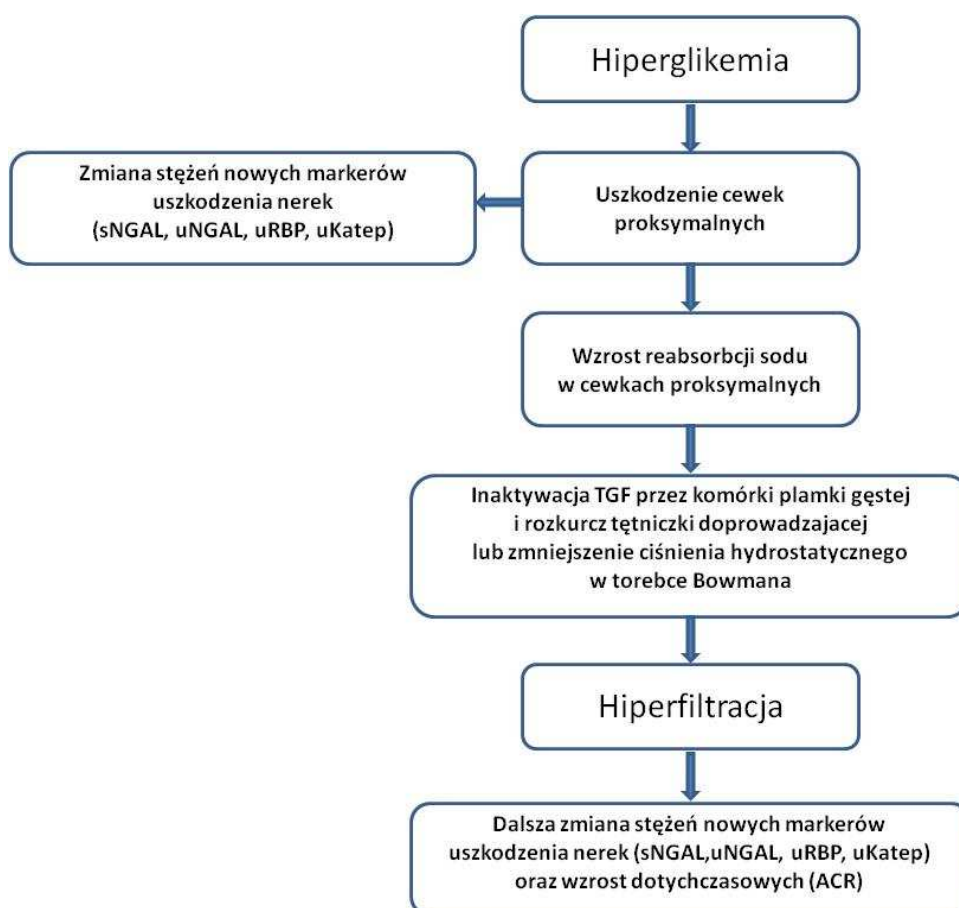 Hiperglikemia
Zmiana stężeń nowych markerów
uszkodzenia nerek
(sNGAL, uNGAL, uRBP, uKatep)
Uszkodzenie cewek
proksymalnych
Wzrost reabsorbcji sodu
w cewkach proksymalnych
Inaktywacja TGF przez komórki plamki gęstej
i rozkurcz tętniczki doprowadzajacej
lub zmniejszenie ciśnienia hydrostatycznego
w torebce Bowmana
Hiperfiltracja
Dalsza zmiana stężeń nowych markerów
uszkodzenia nerek (sNGAL,uNGAL, uRBP, uKatep)
oraz wzrost dotychczasowych (ACR)